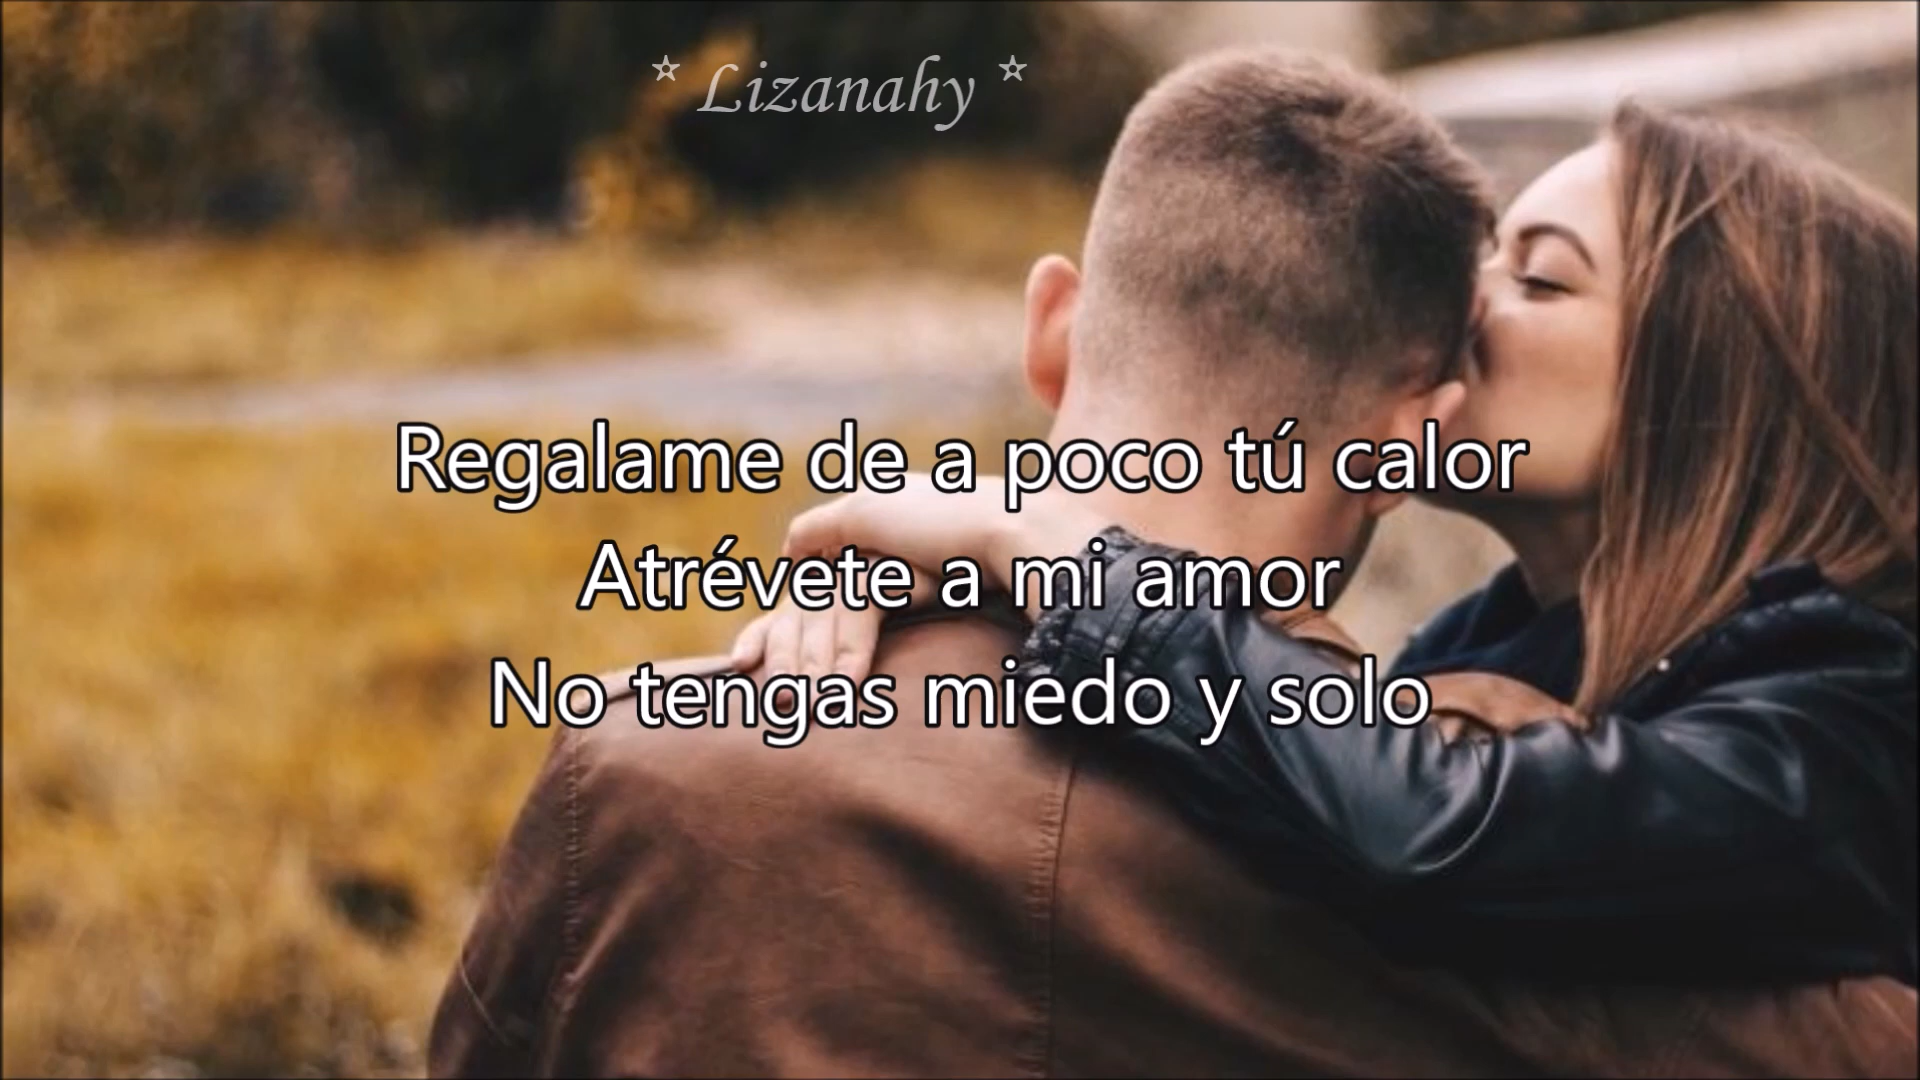 * Lizanahy *
Regalame de a poco tú calor
Atrévete a mi amor
No tengas miedo y solo